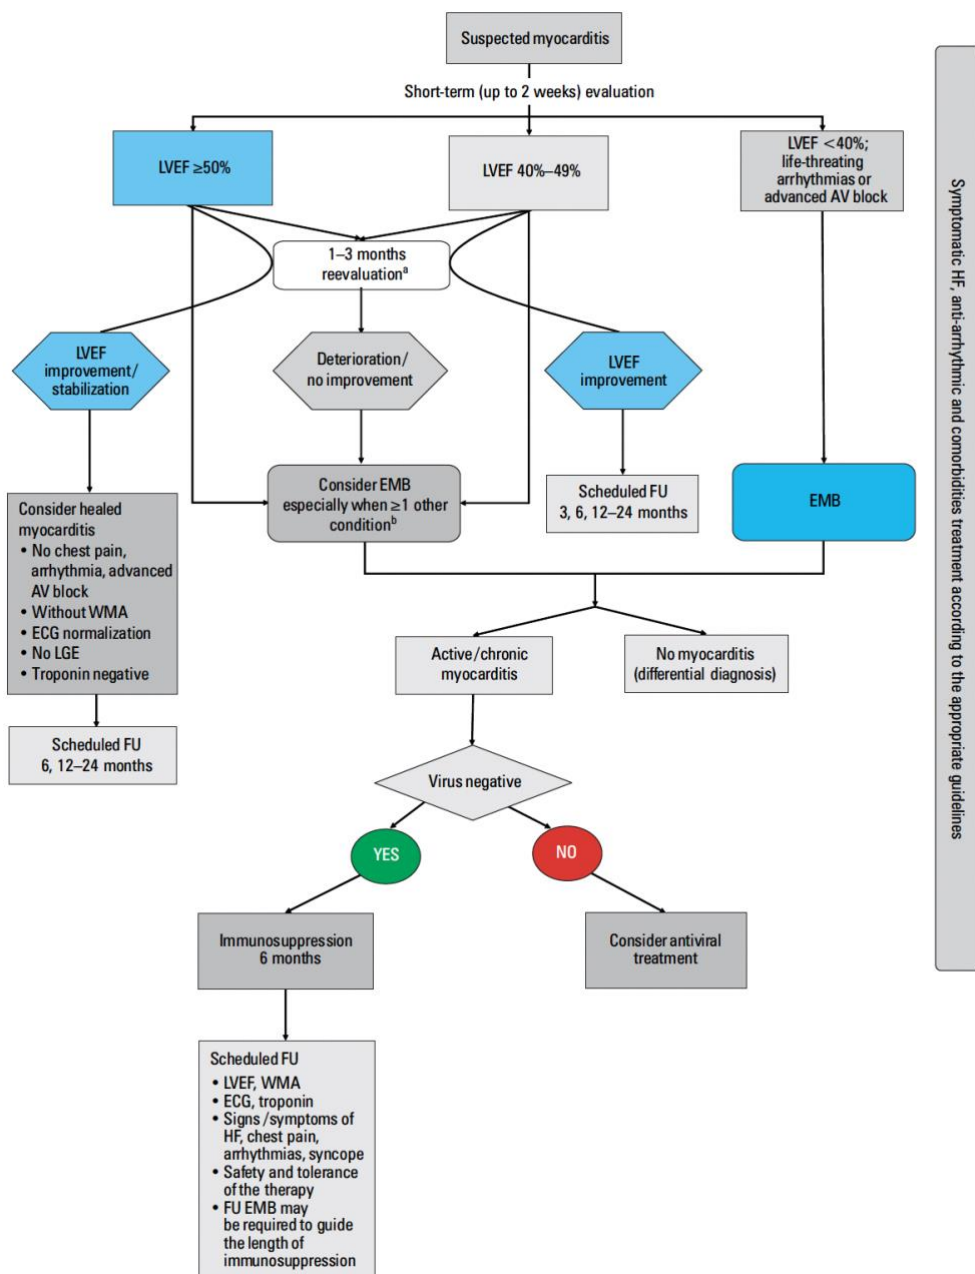 Suspected myocarditis
Short-term (up to 2 weeks) evaluation
LVEF ≥50%
LVEF 40%–49%
LVEF <40%;
life-threating
arrhythmias or
advanced AV block
1–3 months
reevaluationᵃ
LVEF
improvement/
stabilization
Deterioration/
no improvement
LVEF
improvement
Consider EMB
especially when ≥1 other
conditionᵇ
Scheduled FU
3, 6, 12–24 months
EMB
Consider healed
myocarditis
• No chest pain,
arrhythmia, advanced
AV block
• Without WMA
• ECG normalization
• No LGE
• Troponin negative
Scheduled FU
6, 12–24 months
Active/chronic
myocarditis
No myocarditis
(differential diagnosis)
Virus negative
YES
NO
Immunosuppression
6 months
Consider antiviral
treatment
Scheduled FU
• LVEF, WMA
• ECG, troponin
• Signs/symptoms of
HF, chest pain,
arrhythmias, syncope
• Safety and tolerance
of the therapy
• FU EMB may
be required to guide
the length of
immunosuppression
Symptomatic HF, anti-arrhythmic and comorbidities treatment according to the appropriate guidelines